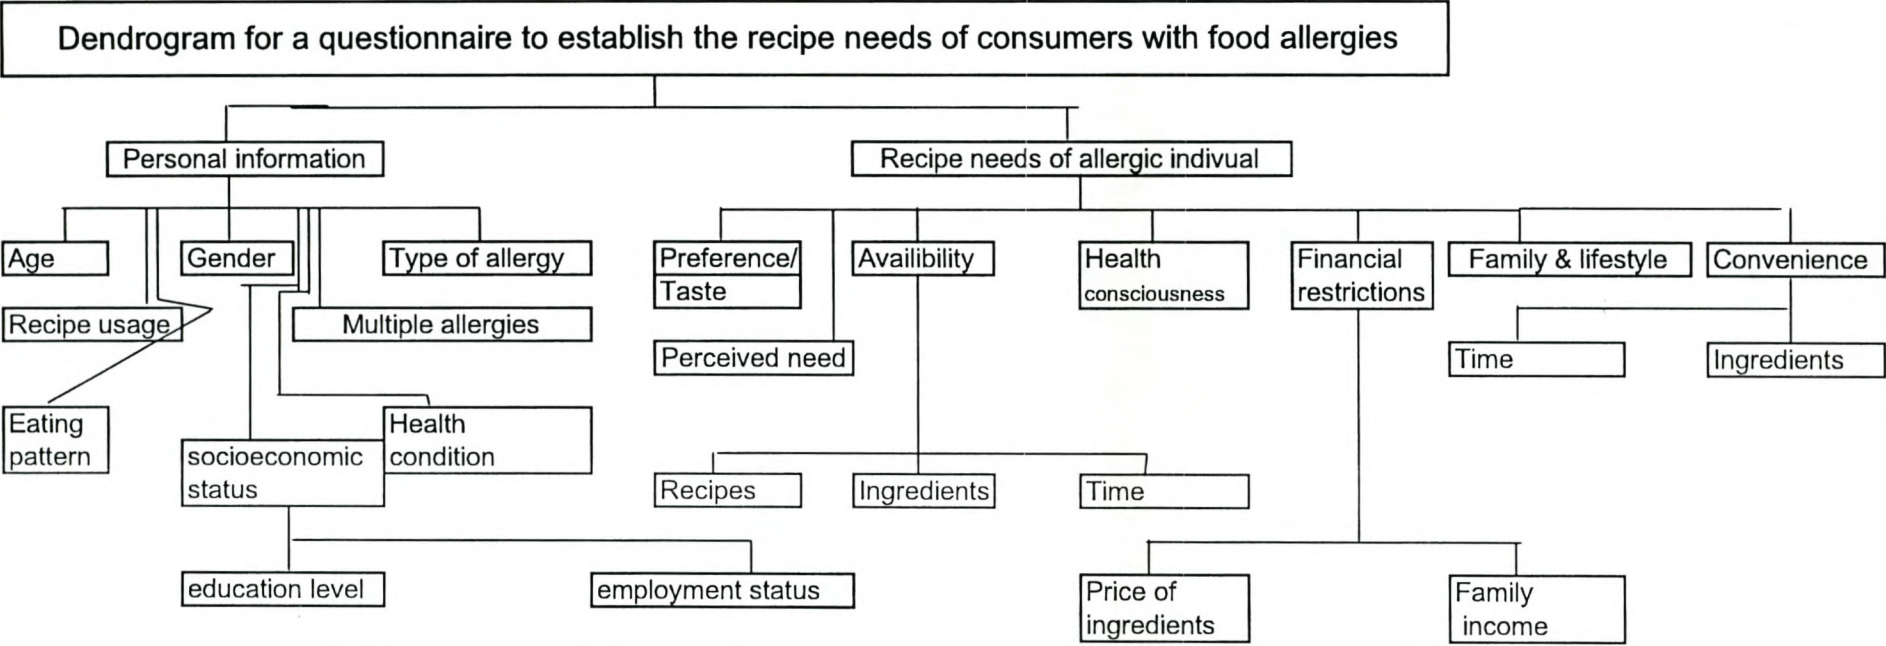 Dendrogram for a questionnaire to establish the recipe needs of consumers with food allergies
Personal information
Recipe needs of allergic indivual
Age
Gender
Type of allergy
Preference/
Taste
Availibility
Health
consciousness
Financial
restrictions
Family & lifestyle
Convenience
Recipe usage
Multiple allergies
Perceived need
Time
Ingredients
Eating
pattern
Health
condition
socioeconomic
status
Recipes
Ingredients
Time
education level
employment status
Price of
ingredients
Family
income